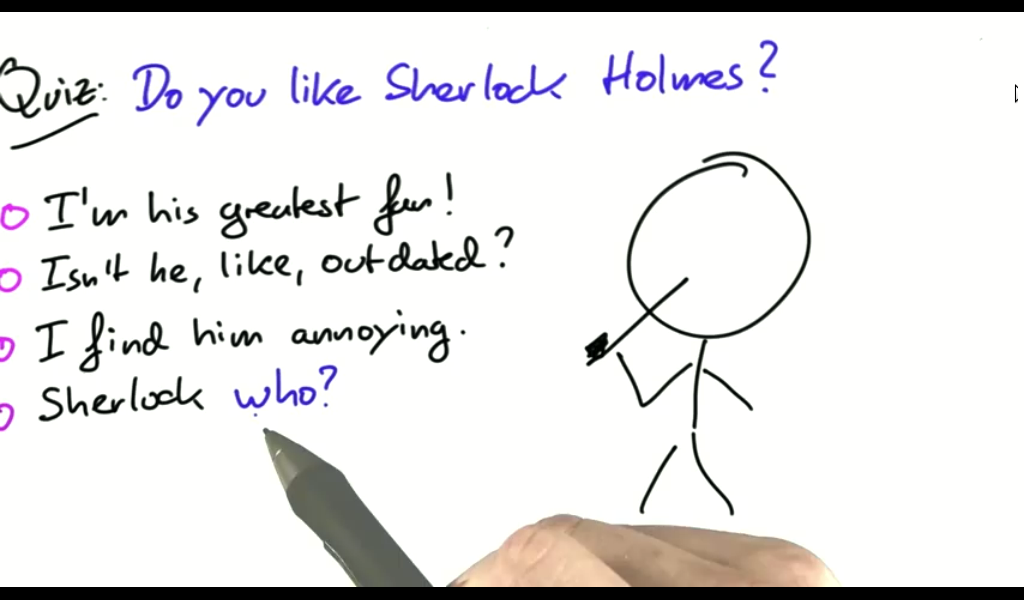 Quiz: Do you like Sherlock Holmes?
I'm his greatest fan!
Isn't he, like, outdated?
I find him annoying.
Sherlock who?